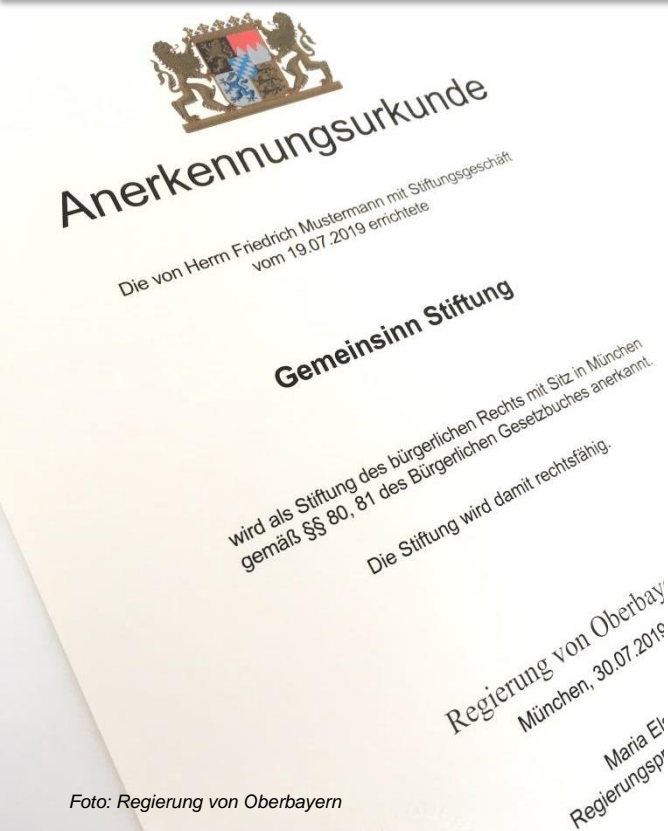 Anerkennungsurkunde
Die von Herrn Friedrich Mustermann mit Stiftungsgeschäft
vom 19.07.2019 errichtete
Gemeinsinn Stiftung
wird als Stiftung des bürgerlichen Rechts mit Sitz in München
gemäß §§ 80, 81 des Bürgerlichen Gesetzbuches anerkannt.
Die Stiftung wird damit rechtsfähig.
Regierung von
München, 30.07.2019
Maria
Foto: Regierung von Oberbayern